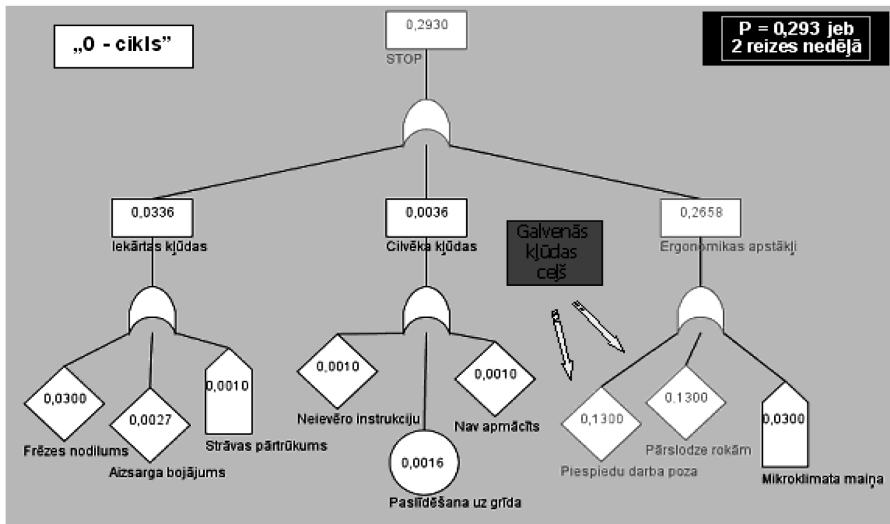 „0 - cikls”
0,2930
STOP
P = 0,293 jeb
2 reizes nedēļā
0,0336
Iekārtas kļūdas
0,0036
Cilvēka kļūdas
Galvenās
kļūdas
ceļš
0,2658
Ergonomikas apstākļi
0,0300
Frēzes nodilums
0,0027
Aizsarga bojājums
0,0010
Strāvas pārtrūkums
0,0010
Neievēro instrukciju
0,0016
Paslīdēšana uz grīda
0,0010
Nav apmācīts
0,1300
Piespiedu darba poza
0,1300
Pārslodze rokām
0,0300
Mikroklimata maiņa